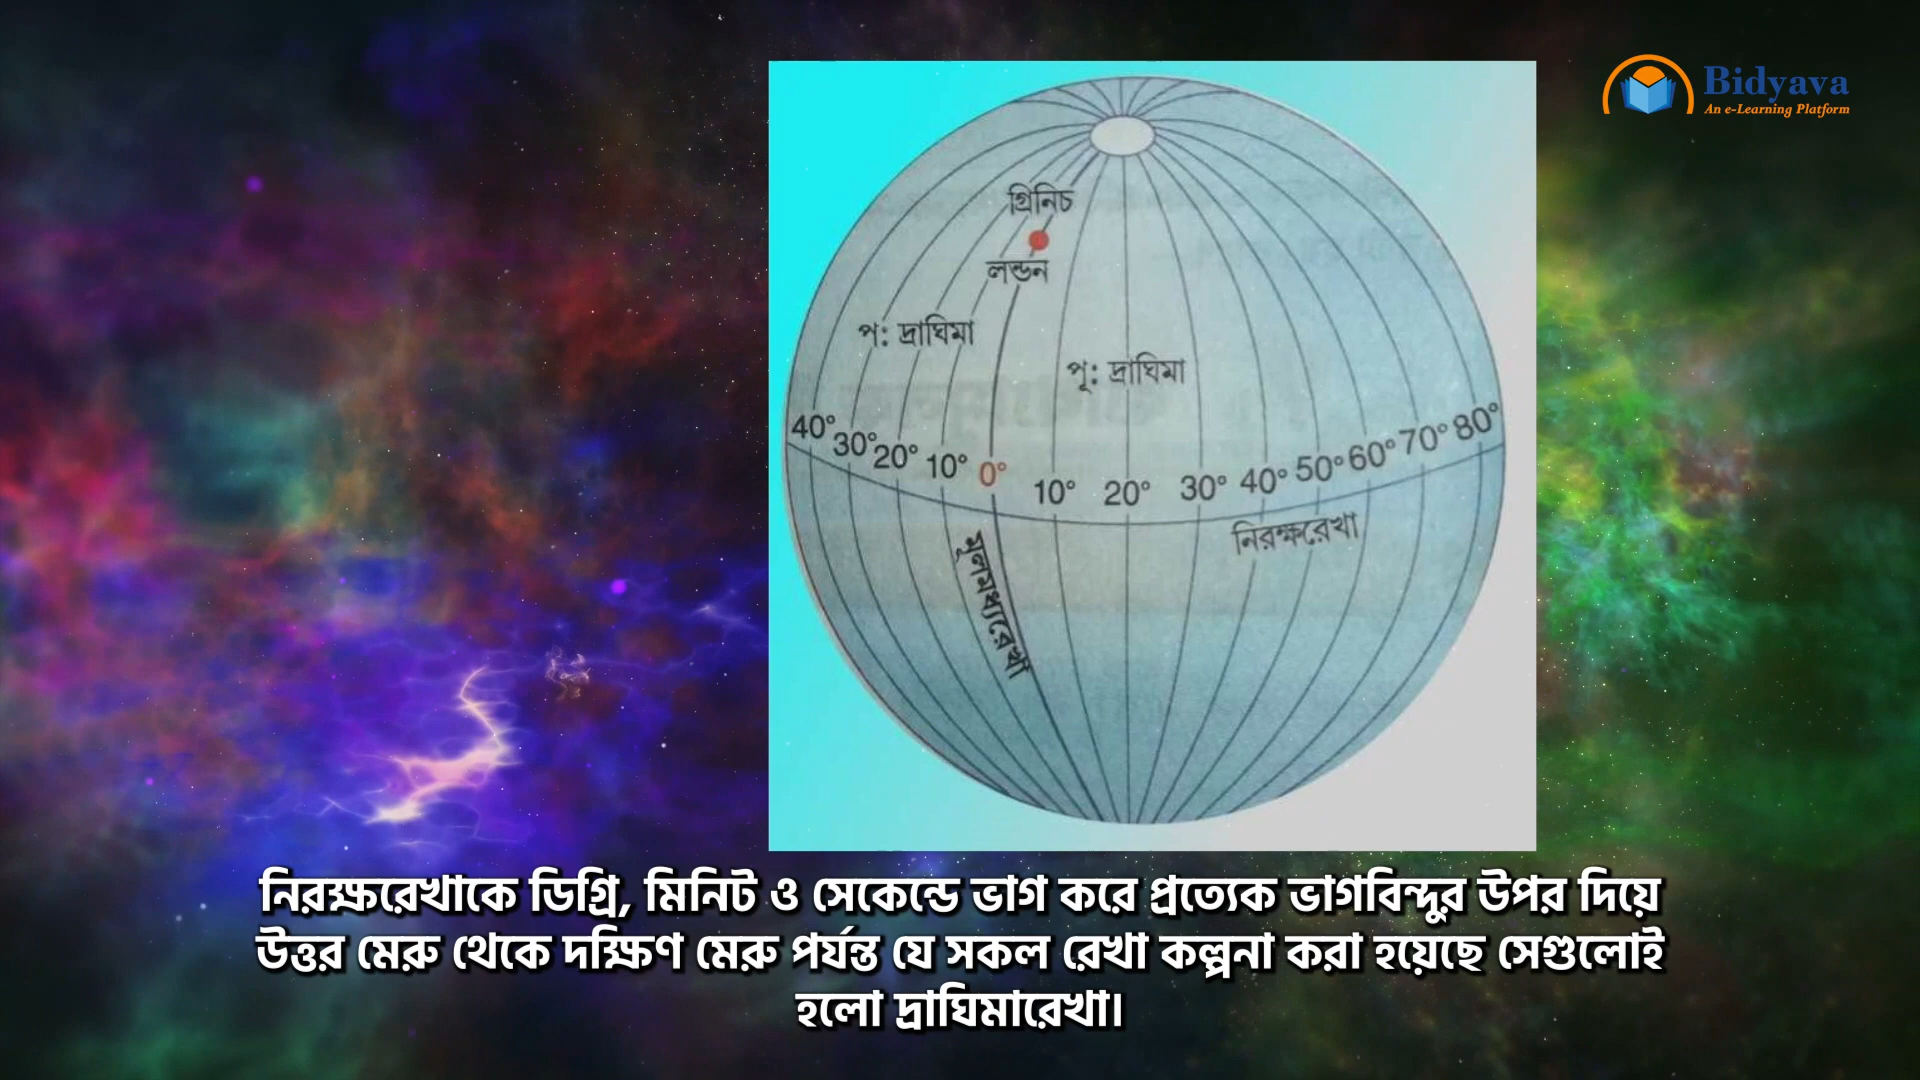 Bidyava
An e-Learning Platform
গ্রিনিচ
লন্ডন
প: দ্রাঘিমা
পূ: দ্রাঘিমা
40° 30° 20° 10° 0° 10° 20° 30° 40° 50° 60° 70° 80°
নিরক্ষরেখা
মূলমধ্যরেখা
নিরক্ষরেখাকে ডিগ্রি, মিনিট ও সেকেন্ডে ভাগ করে প্রত্যেক ভাগবিন্দুর উপর দিয়ে
উত্তর মেরু থেকে দক্ষিণ মেরু পর্যন্ত যে সকল রেখা কল্পনা করা হয়েছে সেগুলোই
হলো দ্রাঘিমারেখা।